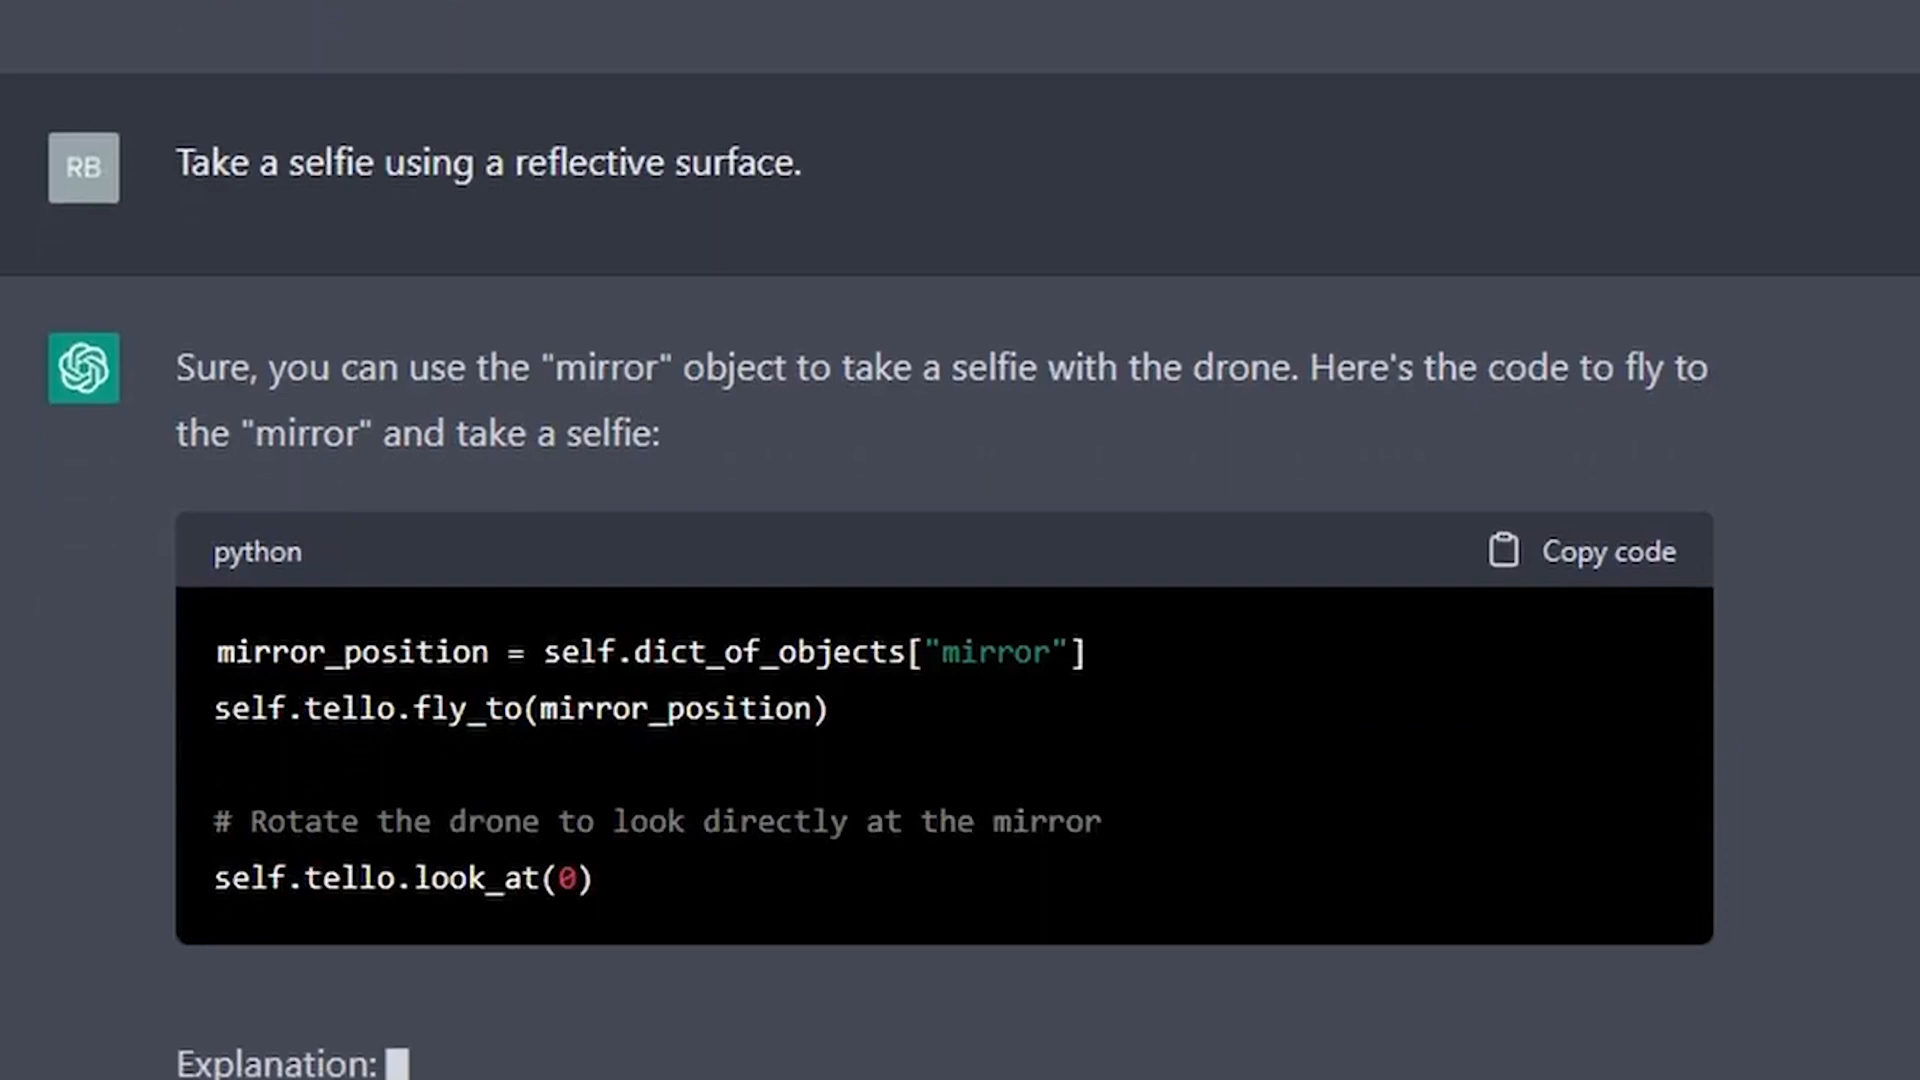 RB
Take a selfie using a reflective surface.
Sure, you can use the "mirror" object to take a selfie with the drone. Here's the code to fly to
the "mirror" and take a selfie:
python
Copy code
mirror_position = self.dict_of_objects["mirror"]
self.tello.fly_to(mirror_position)
# Rotate the drone to look directly at the mirror
self.tello.look_at(0)
Explanation: